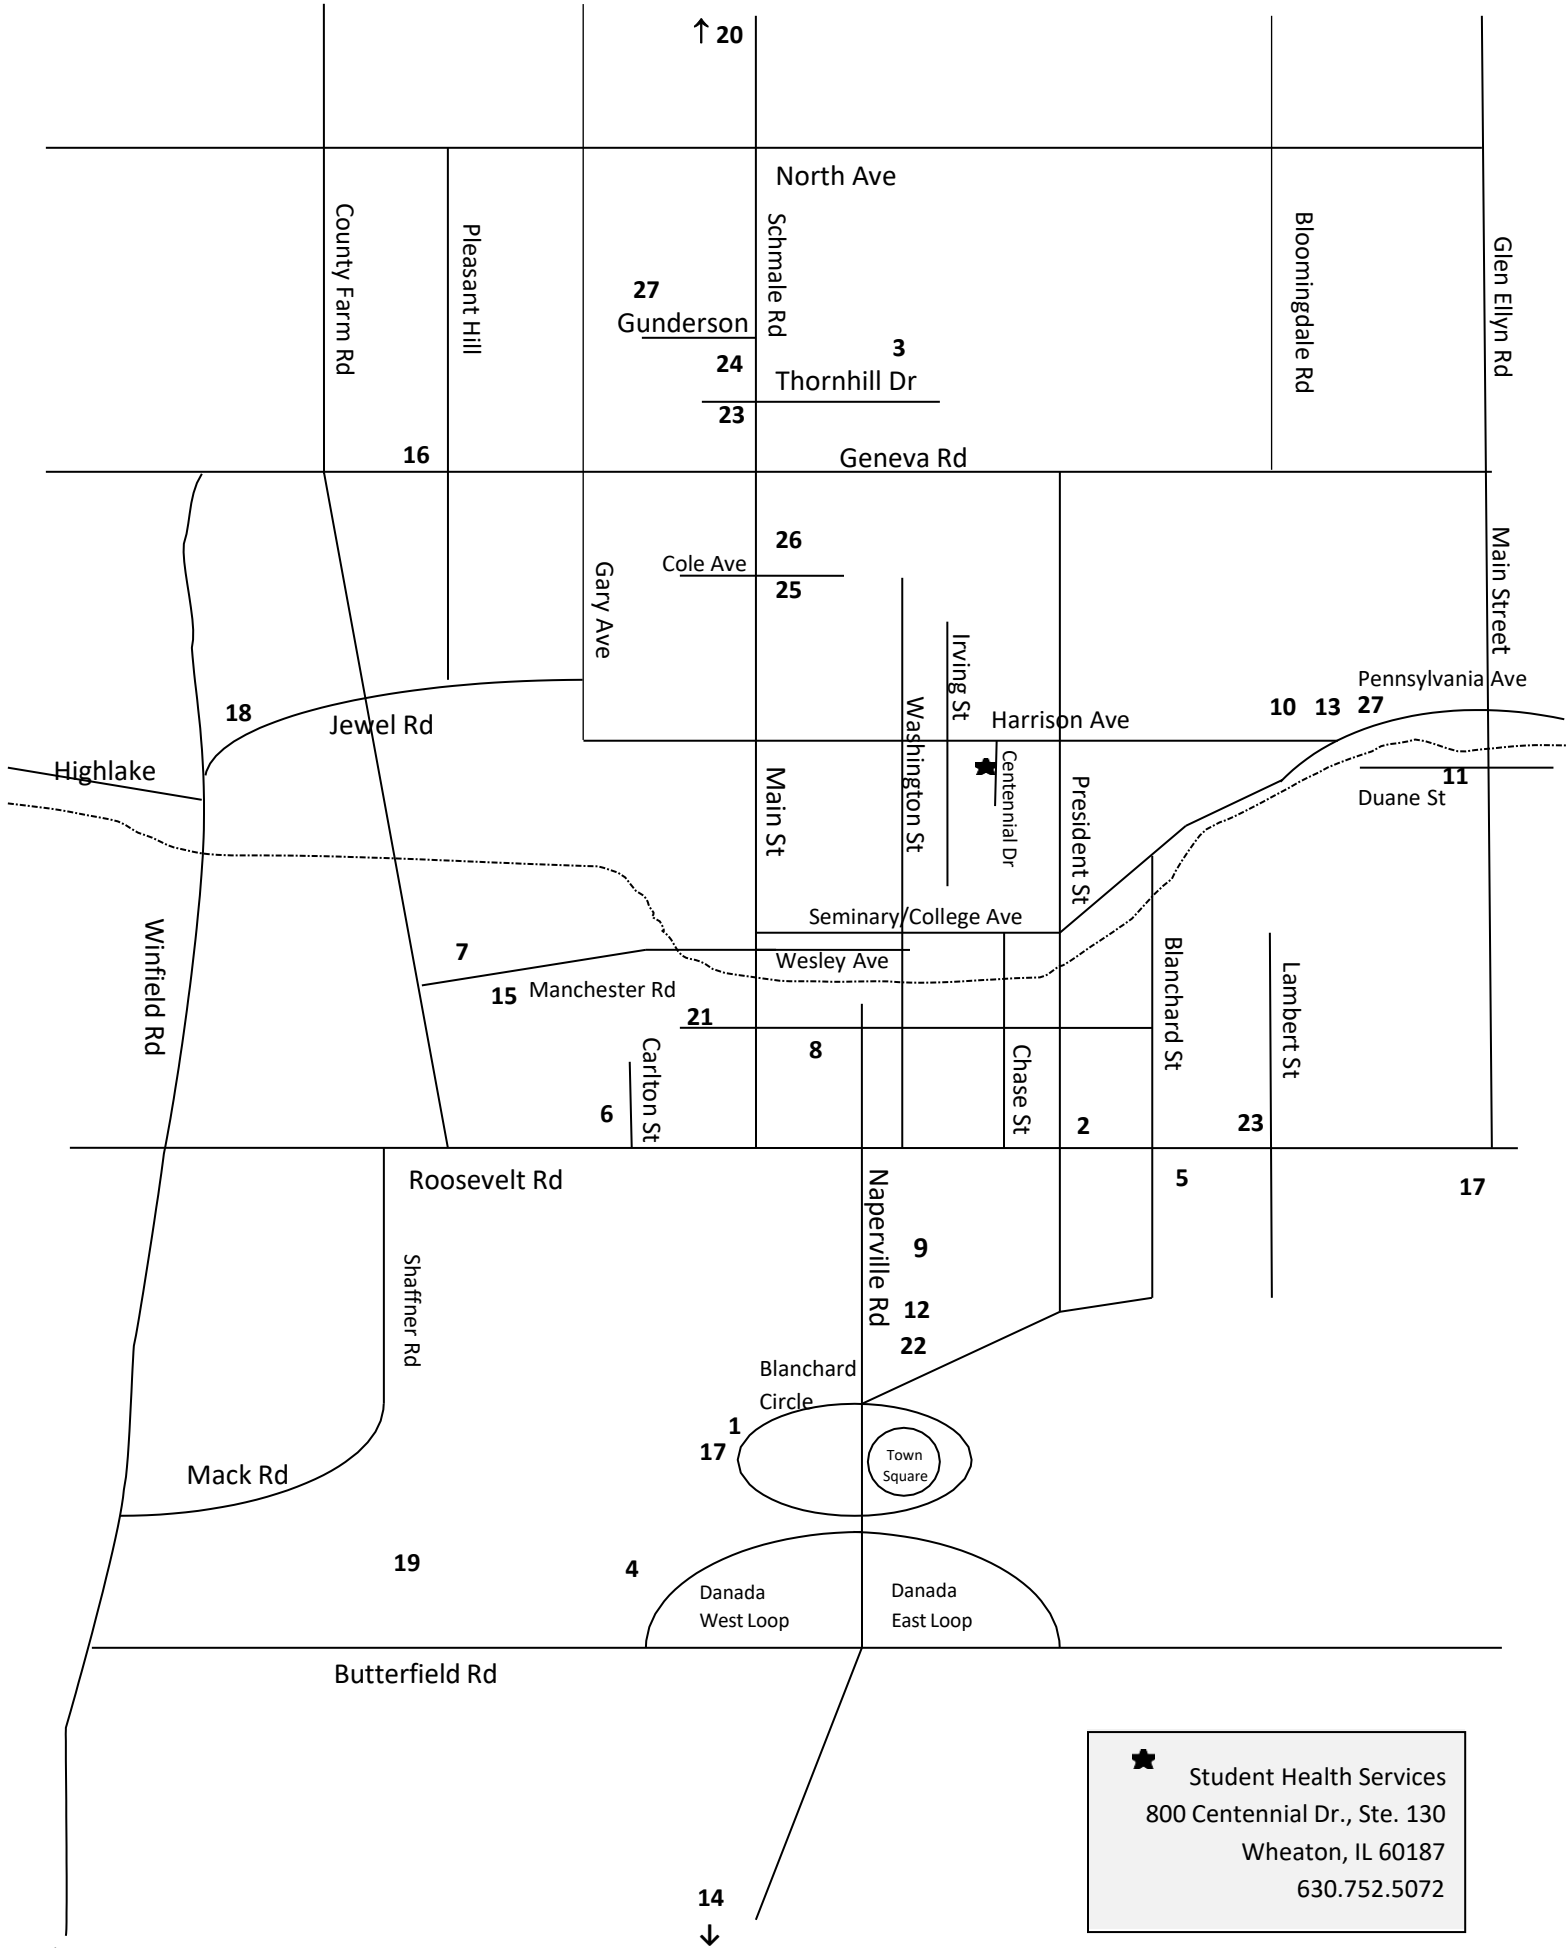 ↑ 20
North Ave
County Farm Rd
Pleasant Hill
Schmale Rd
Bloomingdale Rd
Glen Ellyn Rd
27
Gunderson
3
24
Thornhill Dr
23
16
Geneva Rd
26
Cole Ave
25
Gary Ave
Main Street
Irving St
Pennsylvania Ave
10 13 27
18
Jewel Rd
Washington St
Harrison Ave
Highlake
Main St
Centennial Dr
President St
11
Duane St
Seminary/College Ave
Winfield Rd
7
Wesley Ave
Blanchard St
Lambert St
15 Manchester Rd
21
8
Carlton St
Chase St
6
2
23
Roosevelt Rd
Naperville Rd
5
17
Shaffner Rd
9
12
22
Blanchard
Circle
1
17
Town
Square
Mack Rd
19
4
Danada
West Loop
Danada
East Loop
Butterfield Rd
Student Health Services
800 Centennial Dr., Ste. 130
Wheaton, IL 60187
630.752.5072
14
↓